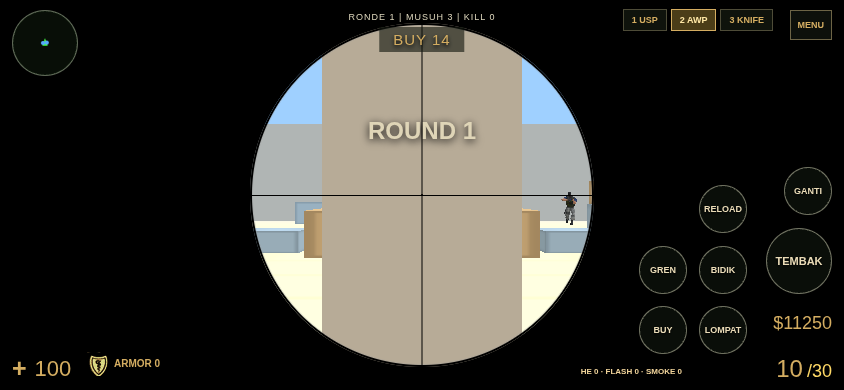 RONDE 1 | MUSUH 3 | KILL 0
BUY 14
1 USP
2 AWP
3 KNIFE
MENU
ROUND 1
GANTI
RELOAD
TEMBAK
GREN
BIDIK
BUY
LOMPAT
$11250
+ 100
ARMOR 0
HE 0 - FLASH 0 - SMOKE 0
10 /30